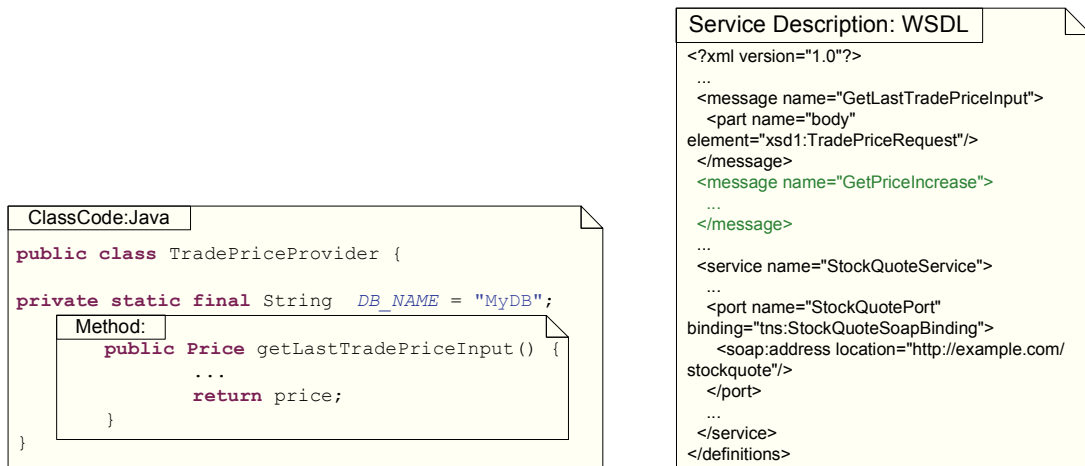 ClassCode:Java
public class TradePriceProvider {
private static final String DB_NAME = "MyDB";
Method:
public Price getLastTradePriceInput() {
...
return price;
}
}
Service Description: WSDL
<?xml version="1.0"?>
...
<message name="GetLastTradePriceInput">
<part name="body"
element="xsd1:TradePriceRequest"/>
</message>
<message name="GetPriceIncrease">
...
</message>
...
<service name="StockQuoteService">
...
<port name="StockQuotePort"
binding="tns:StockQuoteSoapBinding">
<soap:address location="http://example.com/
stockquote"/>
</port>
...
</service>
</definitions>